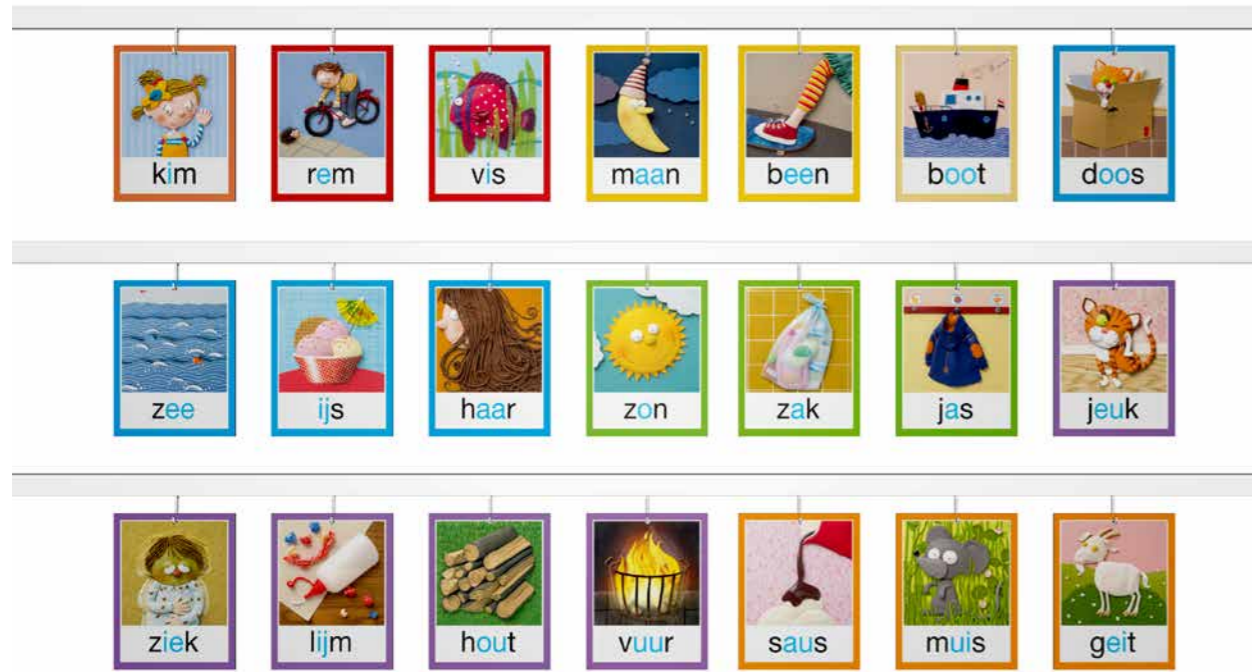 kim rem vis maan been boot doos
zee ijs haar zon zak jas jeuk
ziek lijm hout vuur saus muis geit